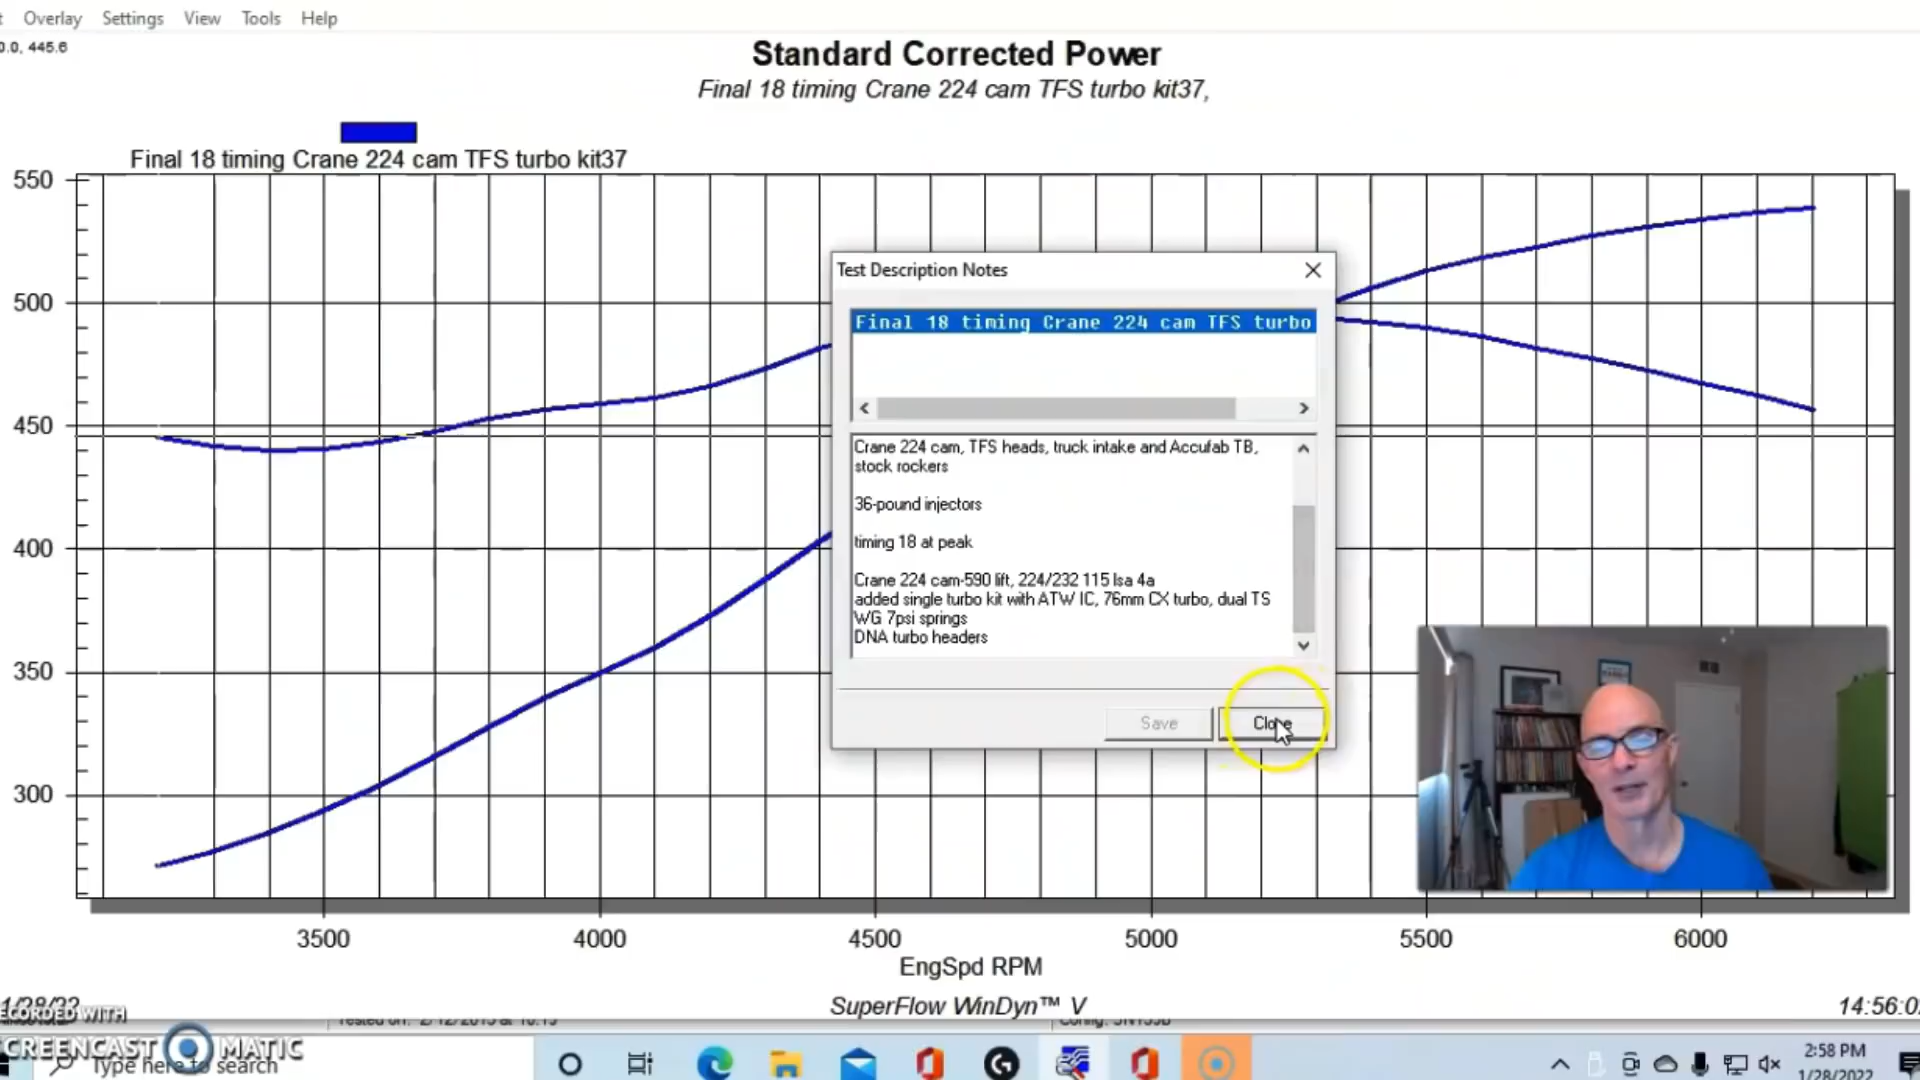 Overlay Settings View Tools Help
0.0, 445.6
Standard Corrected Power
Final 18 timing Crane 224 cam TFS turbo kit37,
Final 18 timing Crane 224 cam TFS turbo kit37
550
500
450
400
350
300
Test Description Notes
Final 18 timing Crane 224 cam TFS turbo
Crane 224 cam, TFS heads, truck intake and Accufab TB,
stock rockers
36-pound injectors
timing 18 at peak
Crane 224 cam-590 lift, 224/232 115 lsa 4a
added single turbo kit with ATW IC, 76mm CX turbo, dual TS
WG 7psi springs
DNA turbo headers
Save
Close
3500 4000 4500 5000 5500 6000
EngSpd RPM
SuperFlow WinDyn™ V
14:56:0
RECORDED WITH
SCREENCAST MATIC
Type here to search
2:58 PM
1/28/2022